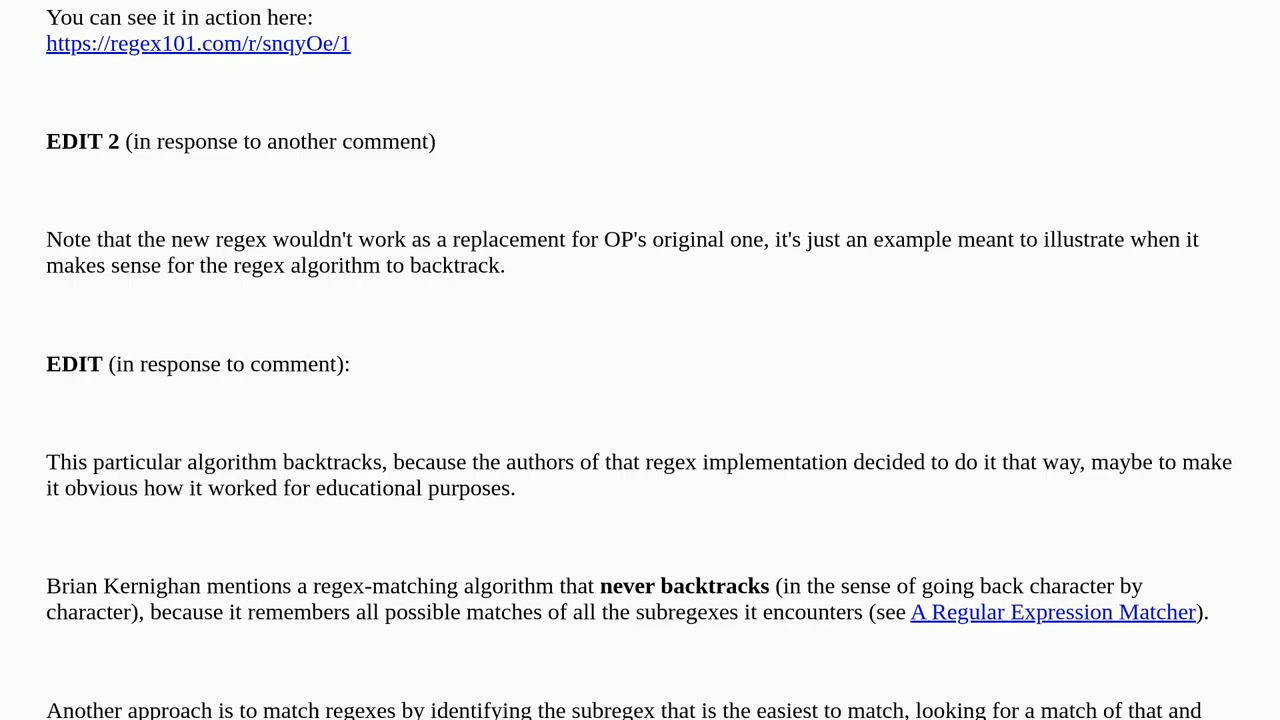 You can see it in action here:
https://regex101.com/r/snqyOe/1
EDIT 2 (in response to another comment)
Note that the new regex wouldn't work as a replacement for OP's original one, it's just an example meant to illustrate when it
makes sense for the regex algorithm to backtrack.
EDIT (in response to comment):
This particular algorithm backtracks, because the authors of that regex implementation decided to do it that way, maybe to make
it obvious how it worked for educational purposes.
Brian Kernighan mentions a regex-matching algorithm that never backtracks (in the sense of going back character by
character), because it remembers all possible matches of all the subregexes it encounters (see A Regular Expression Matcher).
Another approach is to match regexes by identifying the subregex that is the easiest to match, looking for a match of that and